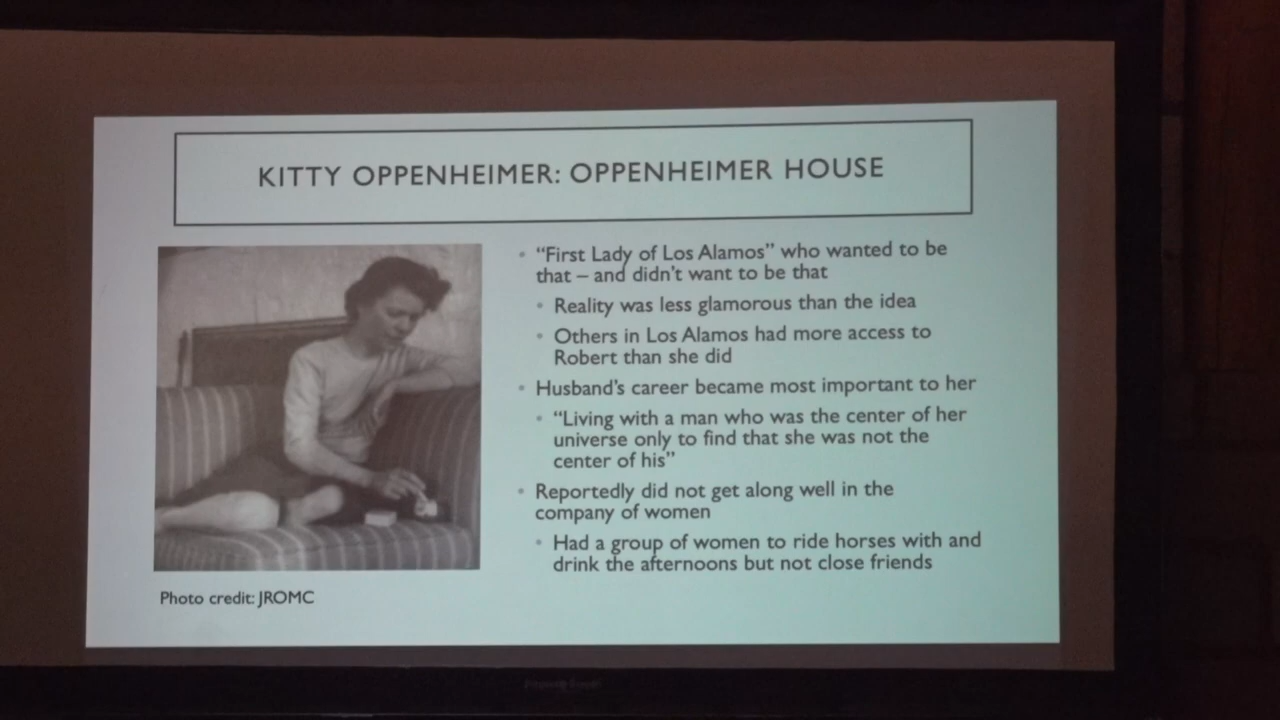 KITTY OPPENHEIMER: OPPENHEIMER HOUSE
• “First Lady of Los Alamos” who wanted to be
that – and didn’t want to be that
• Reality was less glamorous than the idea
• Others in Los Alamos had more access to
Robert than she did
• Husband’s career became most important to her
• “Living with a man who was the center of her
universe only to find that she was not the
center of his”
• Reportedly did not get along well in the
company of women
• Had a group of women to ride horses with and
drink the afternoons but not close friends
Photo credit: JROMC